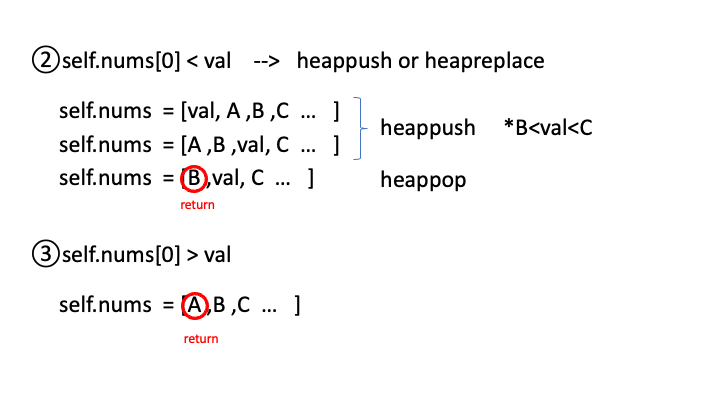 ②self.nums[0] < val --> heappush or heapreplace
self.nums = [val, A ,B ,C ... ]
self.nums = [A ,B ,val, C ... ]
heappush *B<val<C
self.nums = [B ,val, C ... ]
heappop
return
③self.nums[0] > val
self.nums = [A ,B ,C ... ]
return